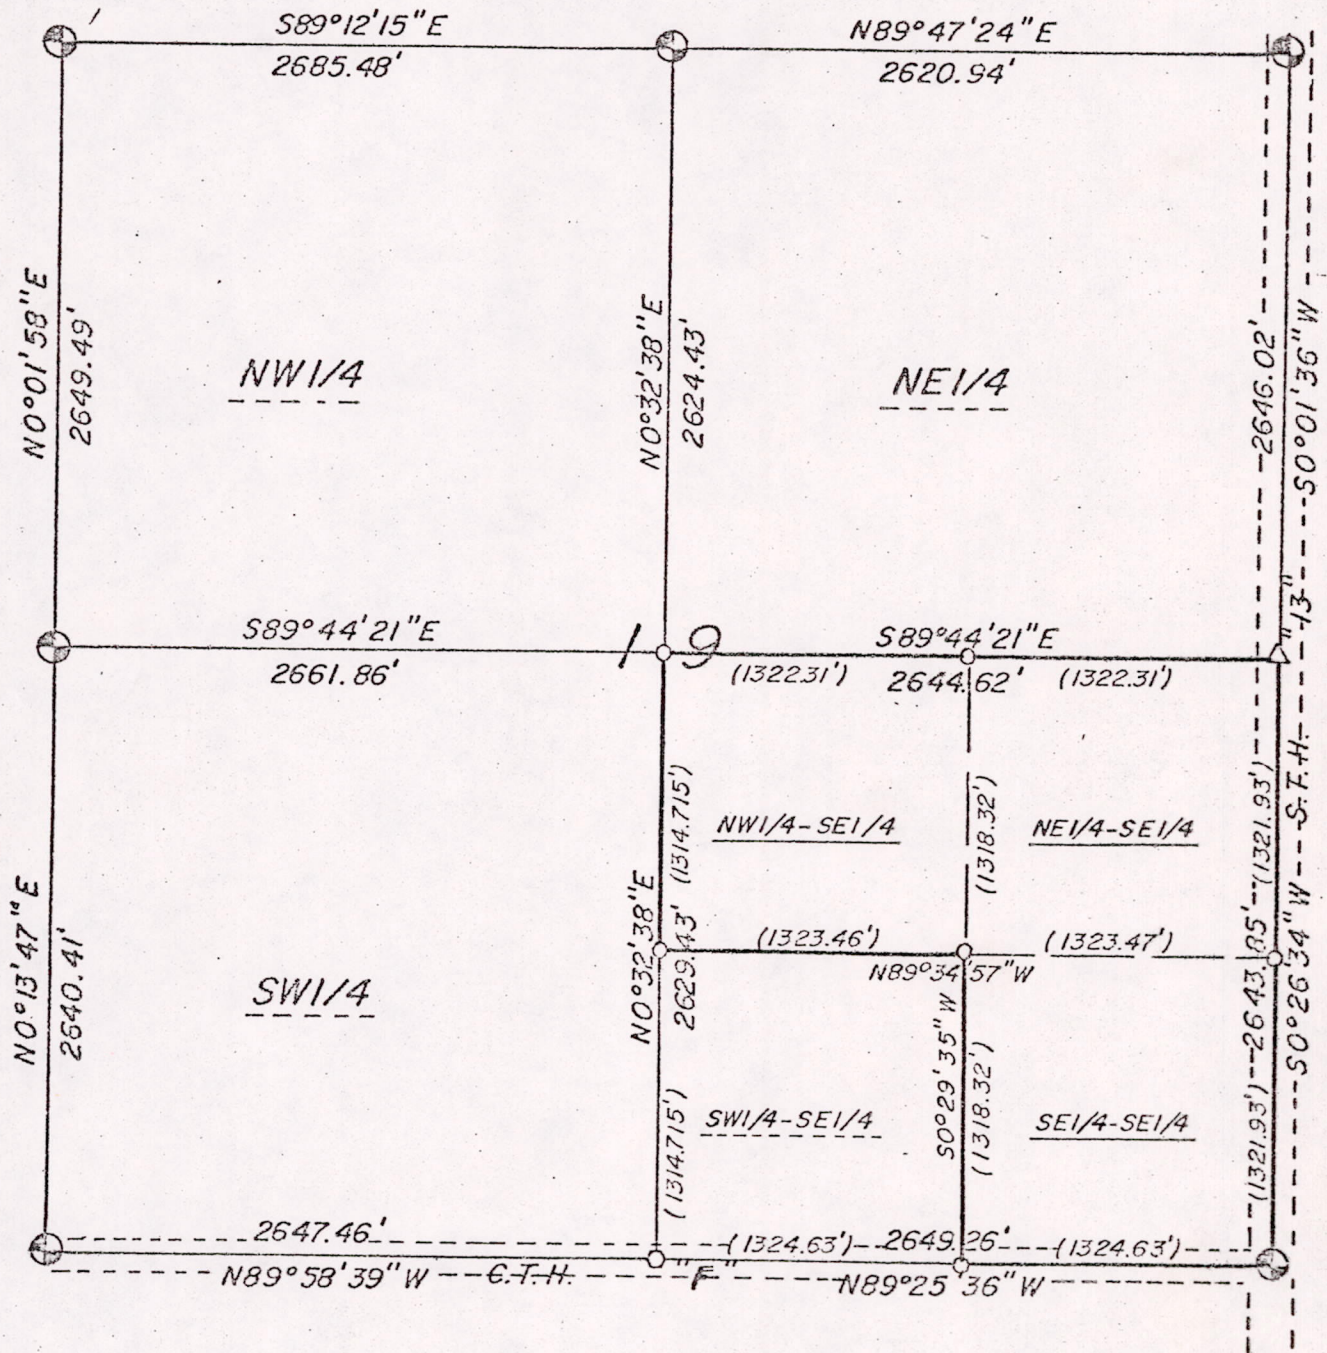 S89°12'15"E
2685.48'
N89°47'24"E
2620.94'
N0°01'58"E
2649.49'
NW1/4
N0°32'38"E
2624.43'
NE1/4
2646.02'
S0°01'36"W
S89°44'21"E
2661.86'
19
S89°44'21"E
(1322.31')
2644.62'
(1322.31')
"13"
S.T.H.
N0°13'47"E
2640.41'
SW1/4
N0°32'38"E
2629.43'
(1314.715')
(1314.715')
NW1/4-SE1/4
(1318.32')
NE1/4-SE1/4
(1321.93')
2643.85'
(1321.93')
S0°26'34"W
(1323.46')
(1323.47')
N89°34'57"W
SW1/4-SE1/4
S0°29'35"W
(1318.32')
SE1/4-SE1/4
2647.46'
(1324.63')
2649.26'
(1324.63')
N89°58'39"W
C.T.H.
"F"
N89°25'36"W